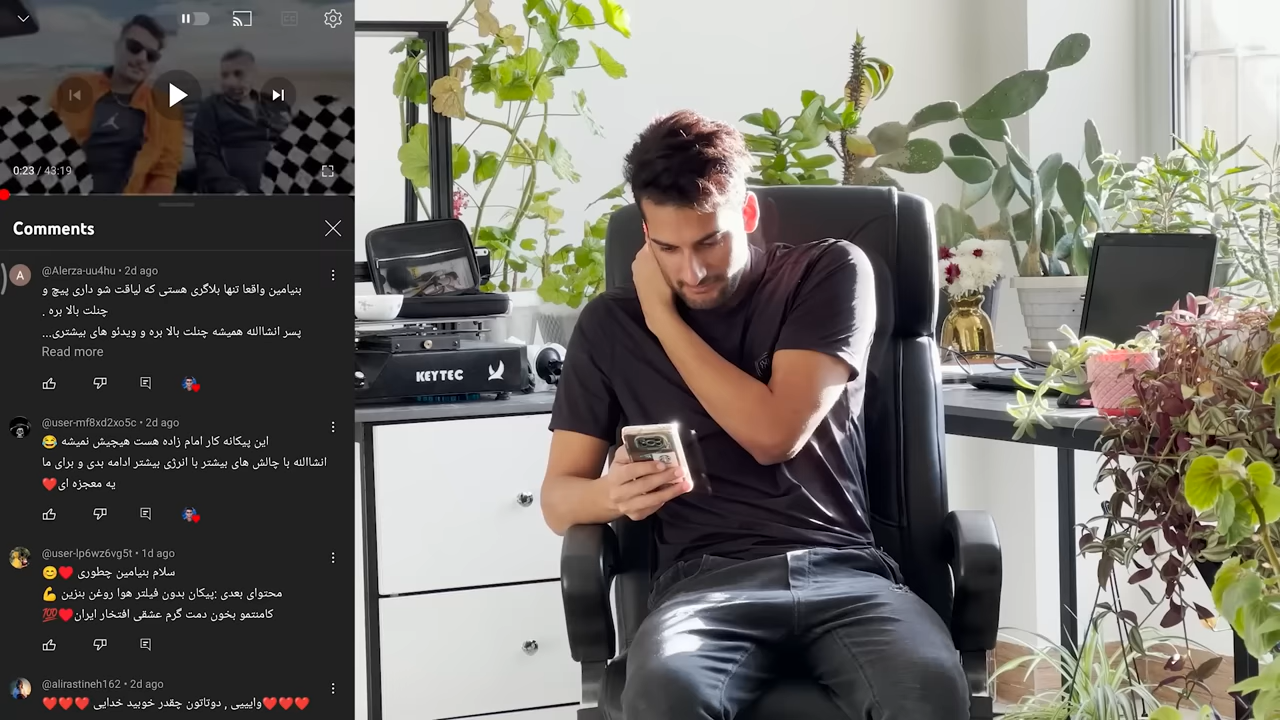 0:23 / 43:19
Comments
A
@Alerza-uu4hu • 2d ago
بنیامین واقعا تنها بلاگری هستی که لیاقت شو داری پیج و
چنلت بالا بره .
پسر انشاالله همیشه چنلت بالا بره و ویدئو های بیشتری...
Read more
@user-mf8xd2xo5c • 2d ago
این پیکانه کار امام زاده هست هیچیش نمیشه 😂
انشاالله با چالش های بیشتر با انرژی بیشتر ادامه بدی و برای ما
یه معجزه ای❤️
@user-lp6wz6vg5t • 1d ago
سلام بنیامین چطوری ❤️😊
محتوای بعدی :پیکان بدون فیلتر هوا روغن بنزین 💪
کامنتمو بخون دمت گرم عشقی افتخار ایران❤️💯
@alirastineh162 • 2d ago
❤️❤️❤️وایییی , دوتاتون چقدر خوبید خدایی ❤️❤️❤️
KEYTEC